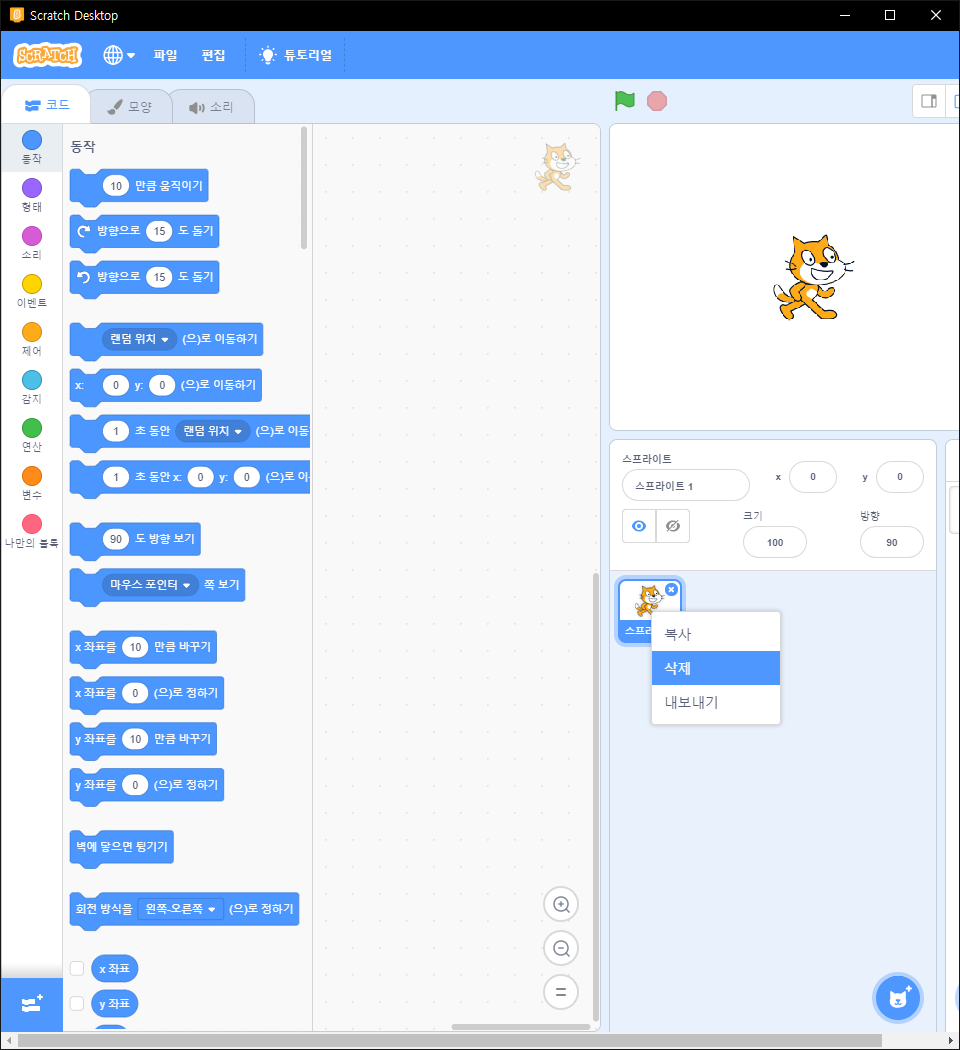 Scratch Desktop
SCRATCH 파일 편집 튜토리얼
코드 모양 소리
동작
형태
소리
이벤트
제어
감지
연산
변수
나만의 블록
동작
10 만큼 움직이기
방향으로 15 도 돌기
방향으로 15 도 돌기
랜덤 위치 (으)로 이동하기
x: 0 y: 0 (으)로 이동하기
1 초 동안 랜덤 위치 (으)로 이동
1 초 동안 x: 0 y: 0 (으)로 이
90 도 방향 보기
마우스 포인터 쪽 보기
x 좌표를 10 만큼 바꾸기
x 좌표를 0 (으)로 정하기
y 좌표를 10 만큼 바꾸기
y 좌표를 0 (으)로 정하기
벽에 닿으면 튕기기
회전 방식을 왼쪽-오른쪽 (으)로 정하기
x 좌표
y 좌표
스프라이트
스프라이트 1 x 0 y 0
크기 방향
100 90
스프라
복사
삭제
내보내기